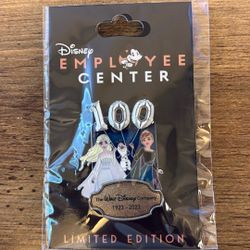 Disney
EMPLOYEE
CENTER
100
The Walt Disney Company
1923-2023
LIMITED EDITION